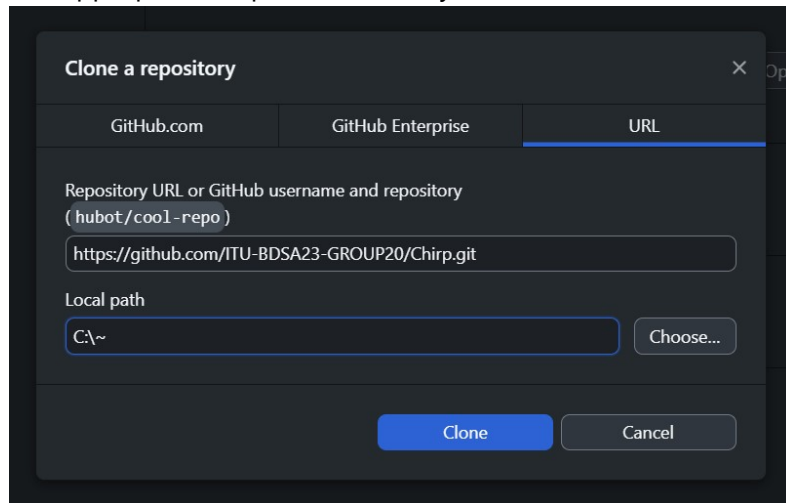 Clone a repository
Op
GitHub.com
GitHub Enterprise
URL
Repository URL or GitHub username and repository
(hubot/cool-repo)
https://github.com/ITU-BDSA23-GROUP20/Chirp.git
Local path
C:\~
Choose...
Clone
Cancel